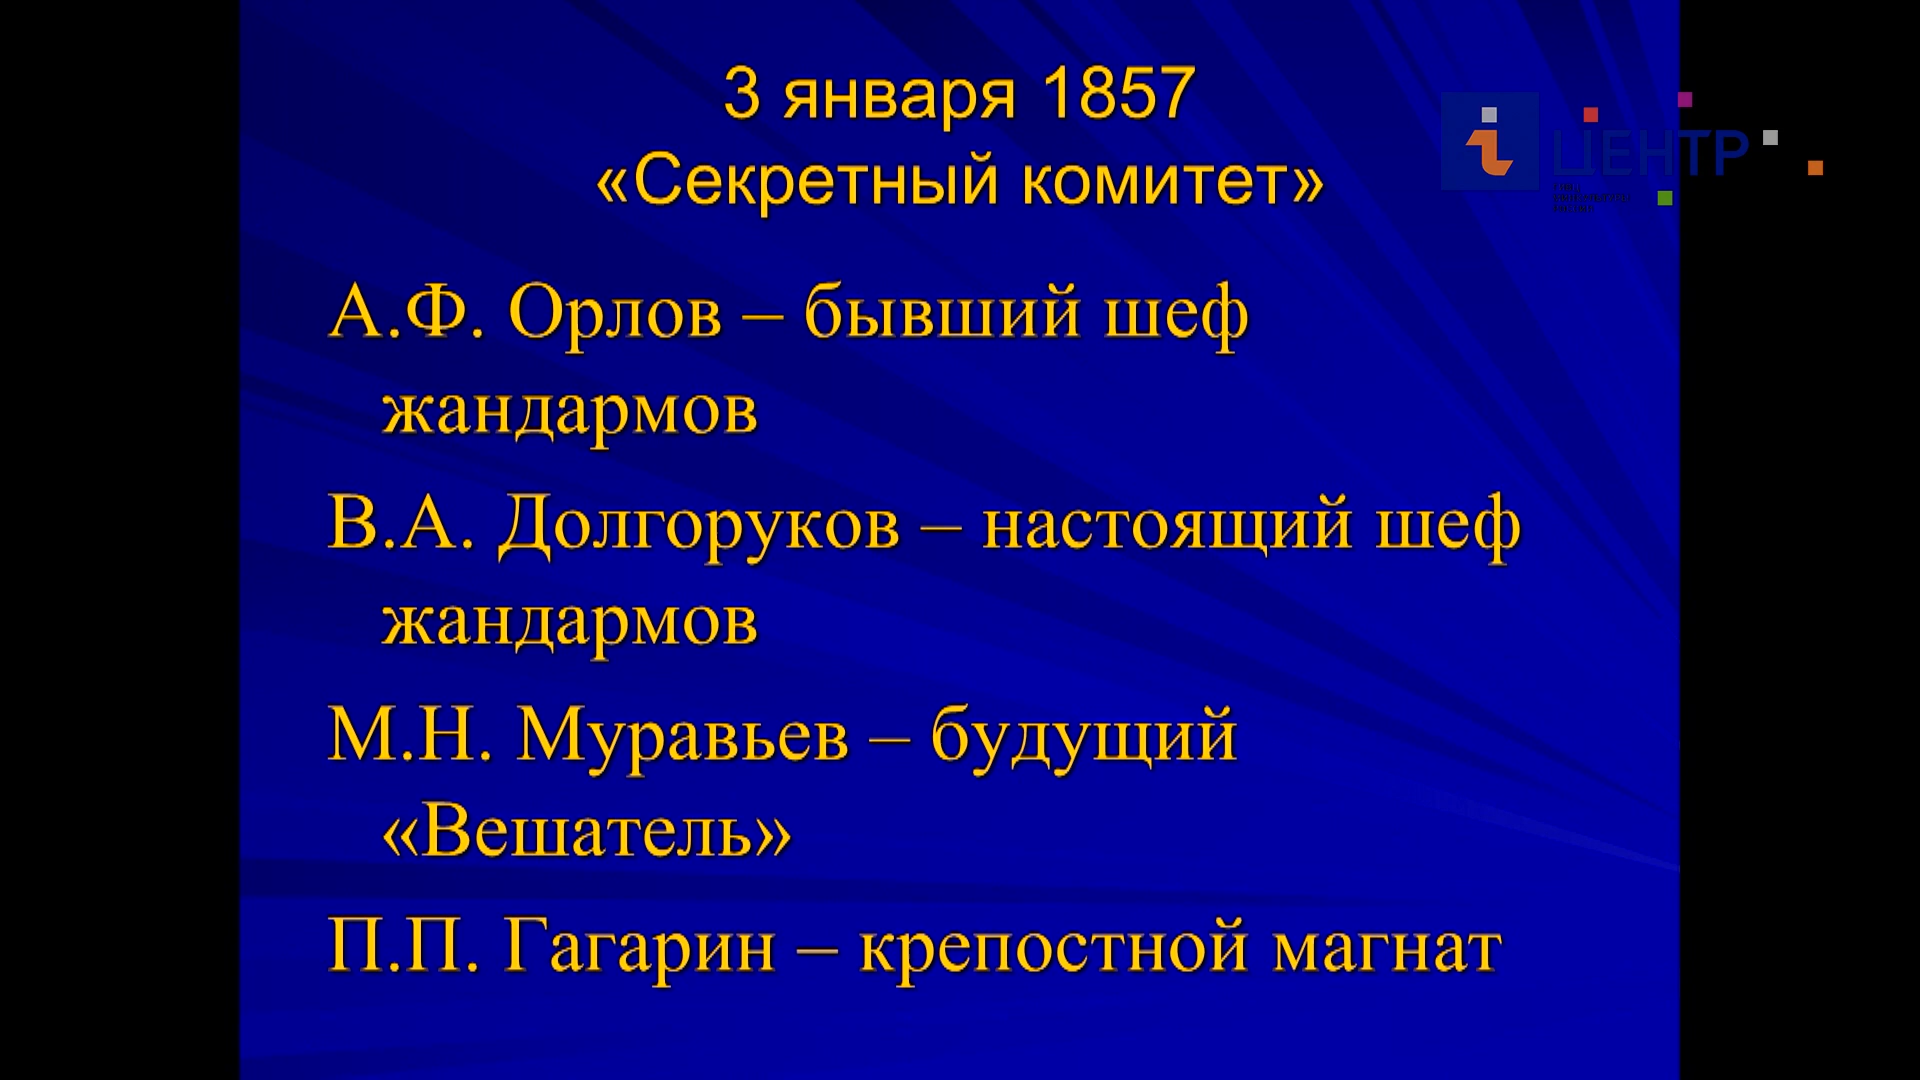 3 января 1857
«Секретный комитет»
ЦЕНТР
А.Ф. Орлов – бывший шеф
жандармов
В.А. Долгоруков – настоящий шеф
жандармов
М.Н. Муравьев – будущий
«Вешатель»
П.П. Гагарин – крепостной магнат